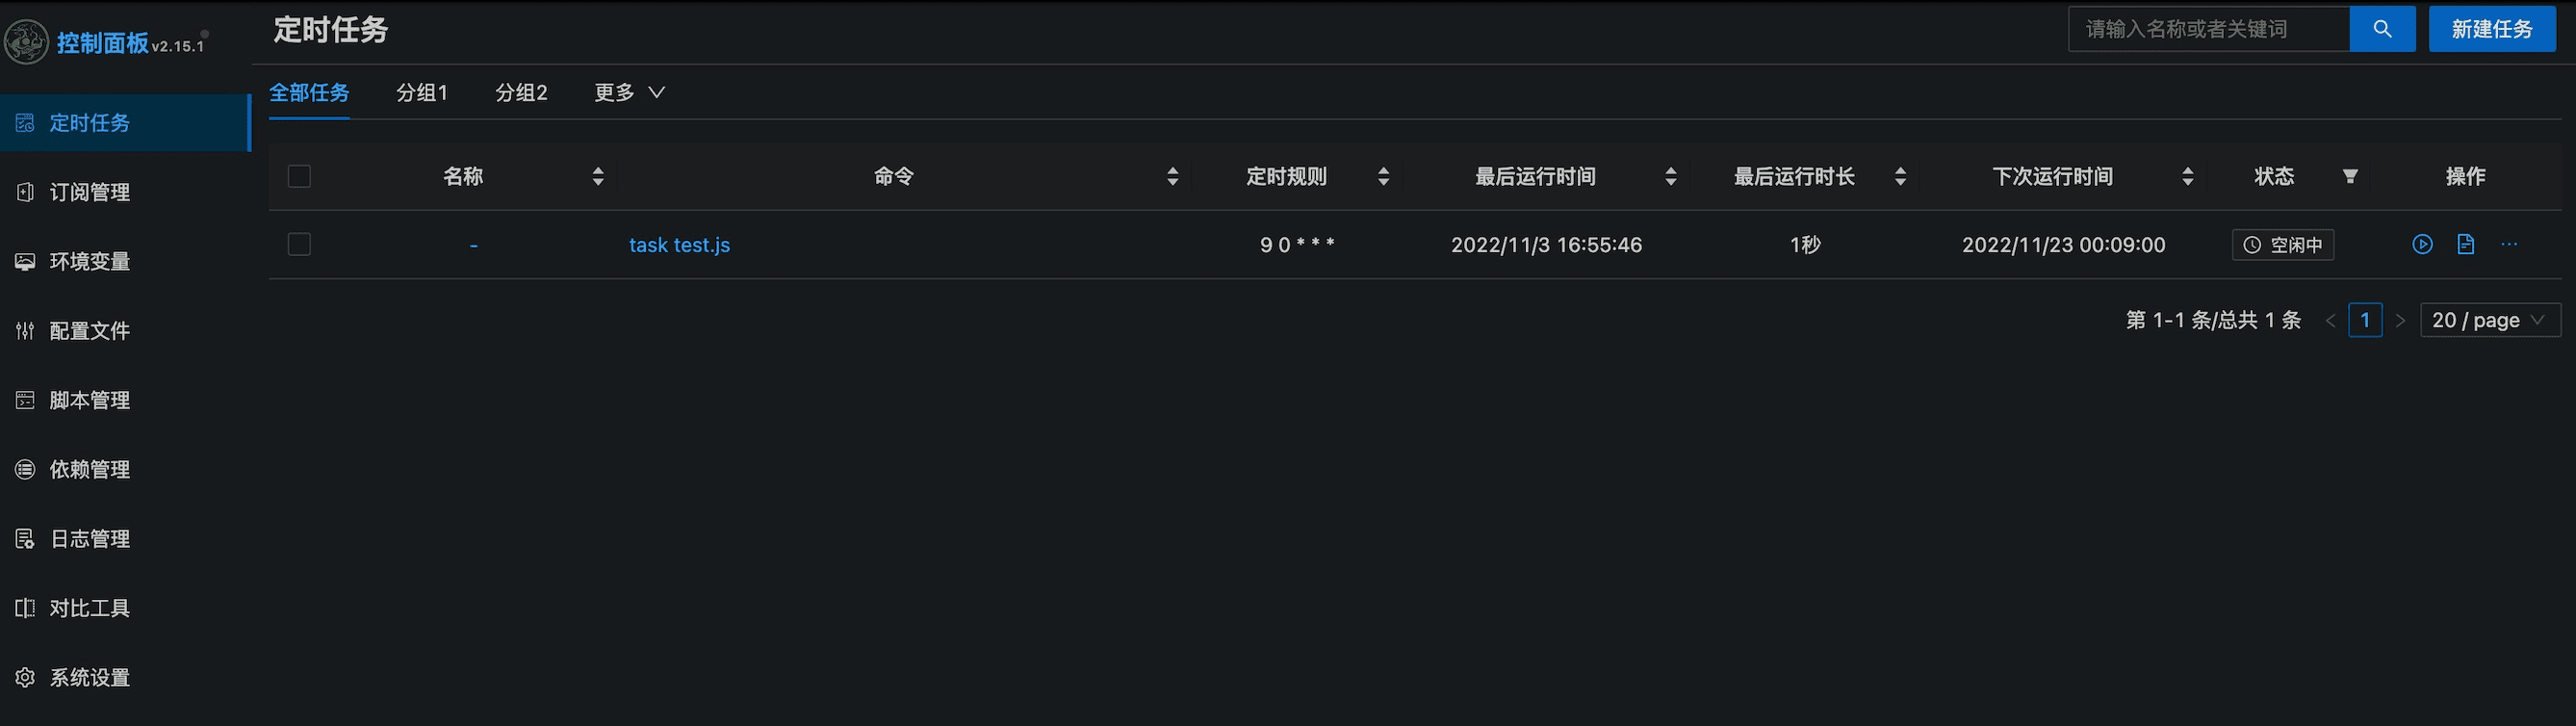 控制面板 v2.15.1
定时任务
请输入名称或者关键词
新建任务
定时任务
订阅管理
环境变量
配置文件
脚本管理
依赖管理
日志管理
对比工具
系统设置
全部任务 分组1 分组2 更多
名称 命令 定时规则 最后运行时间 最后运行时长 下次运行时间 状态 操作
- task test.js 9 0 * * * 2022/11/3 16:55:46 1秒 2022/11/23 00:09:00 空闲中 ···
第 1-1 条/总共 1 条 < 1 > 20 / page